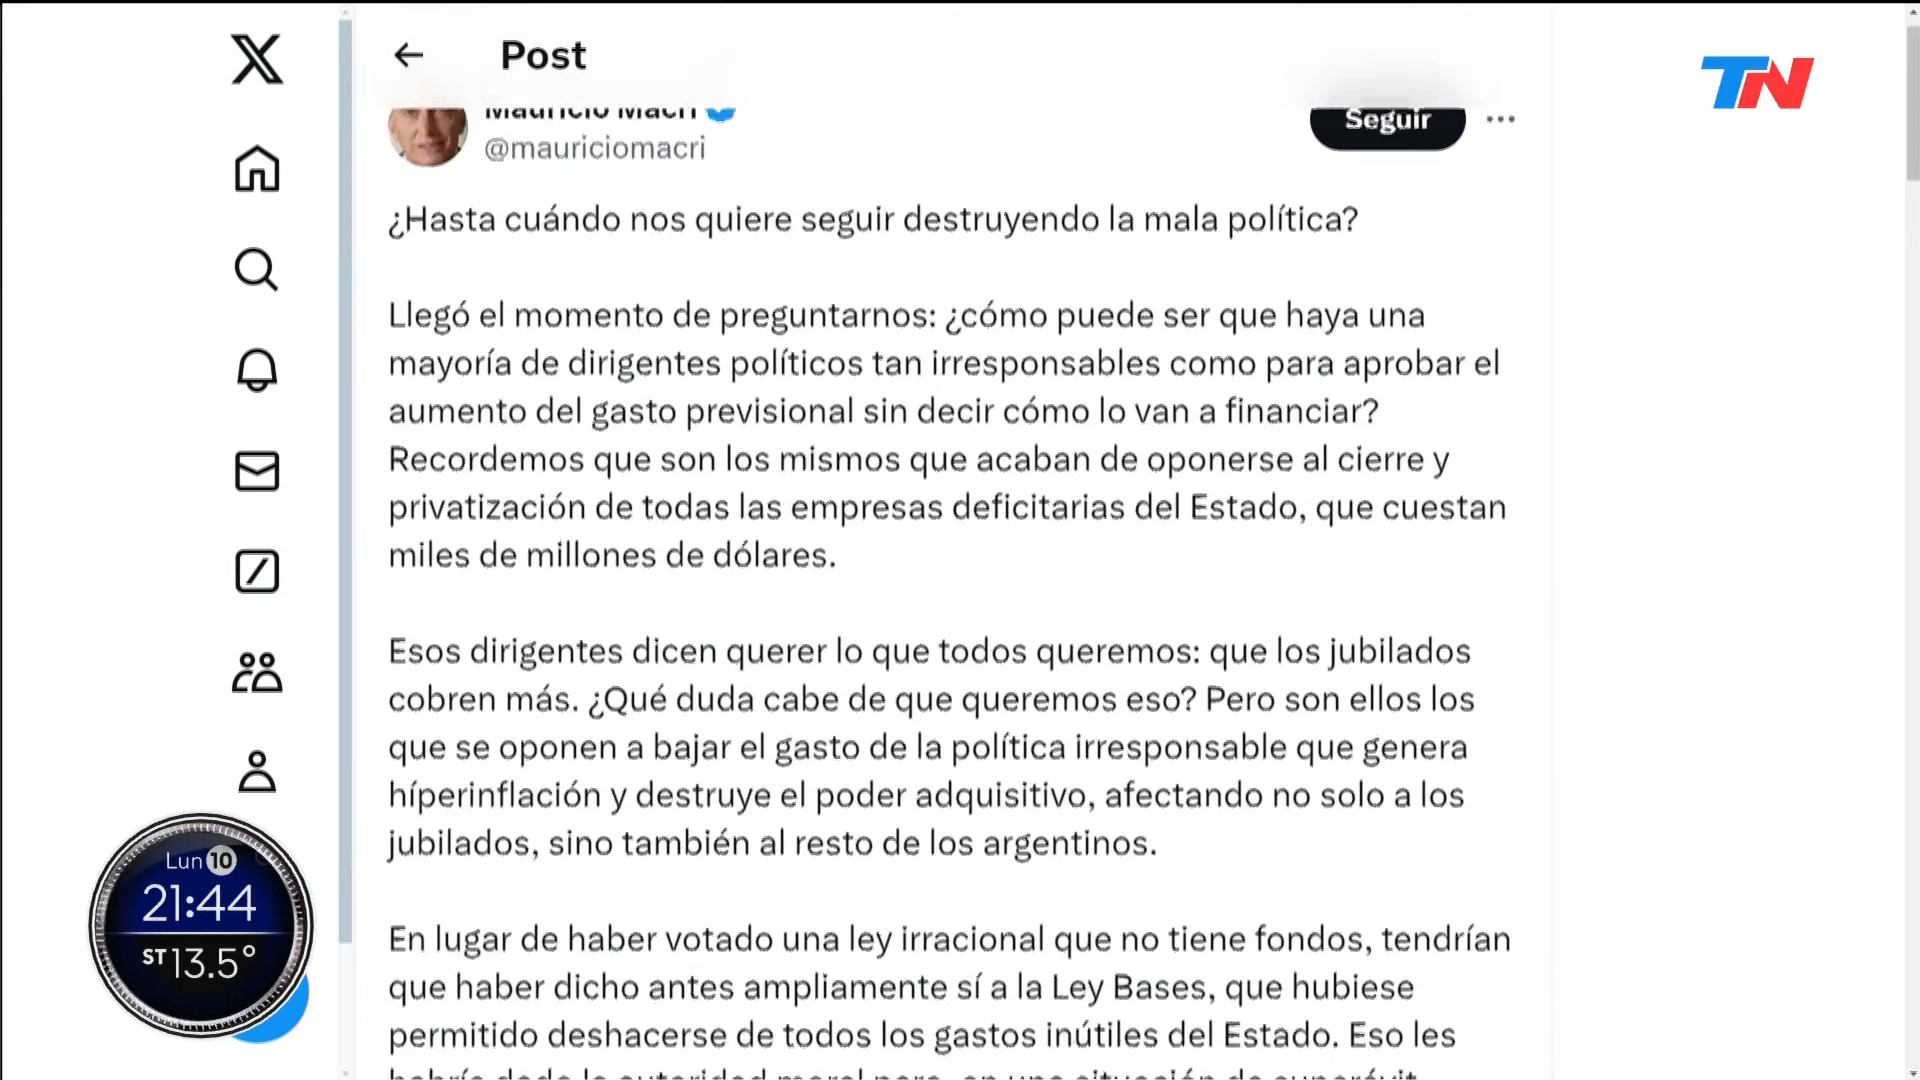 Post
TN
Mauricio Macri
@mauriciomacri
Seguir
¿Hasta cuándo nos quiere seguir destruyendo la mala política?
Llegó el momento de preguntarnos: ¿cómo puede ser que haya una
mayoría de dirigentes políticos tan irresponsables como para aprobar el
aumento del gasto previsional sin decir cómo lo van a financiar?
Recordemos que son los mismos que acaban de oponerse al cierre y
privatización de todas las empresas deficitarias del Estado, que cuestan
miles de millones de dólares.
Esos dirigentes dicen querer lo que todos queremos: que los jubilados
cobren más. ¿Qué duda cabe de que queremos eso? Pero son ellos los
que se oponen a bajar el gasto de la política irresponsable que genera
híperinflación y destruye el poder adquisitivo, afectando no solo a los
jubilados, sino también al resto de los argentinos.
En lugar de haber votado una ley irracional que no tiene fondos, tendrían
que haber dicho antes ampliamente sí a la Ley Bases, que hubiese
permitido deshacerse de todos los gastos inútiles del Estado. Eso les
Lun 10
21:44
ST 13.5°